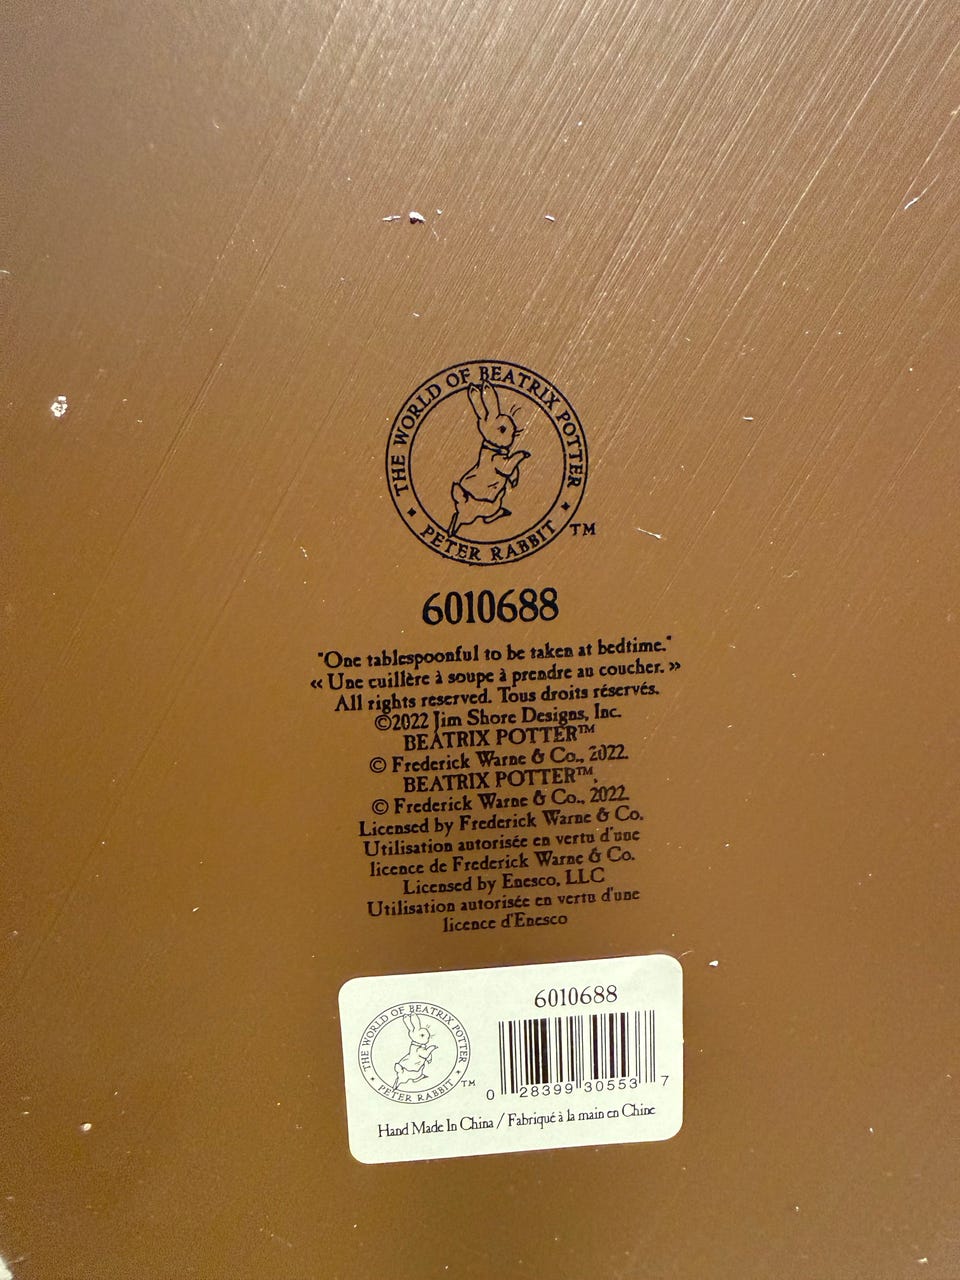 THE WORLD OF BEATRIX POTTER
PETER RABBIT
TM
6010688
"One tablespoonful to be taken at bedtime."
« Une cuillère à soupe à prendre au coucher. »
All rights reserved. Tous droits réservés.
©2022 Jim Shore Designs, Inc.
BEATRIX POTTER™
© Frederick Warne & Co., 2022.
BEATRIX POTTER™,
© Frederick Warne & Co., 2022
Licensed by Frederick Warne & Co.
Utilisation autorisée en vertu d'une
licence de Frederick Warne & Co.
Licensed by Enesco, LLC
Utilisation autorisée en vertu d'une
licence d'Enesco
THE WORLD OF BEATRIX POTTER
PETER RABBIT
TM
6010688
0 28399 30553 7
Hand Made In China / Fabriqué à la main en Chine